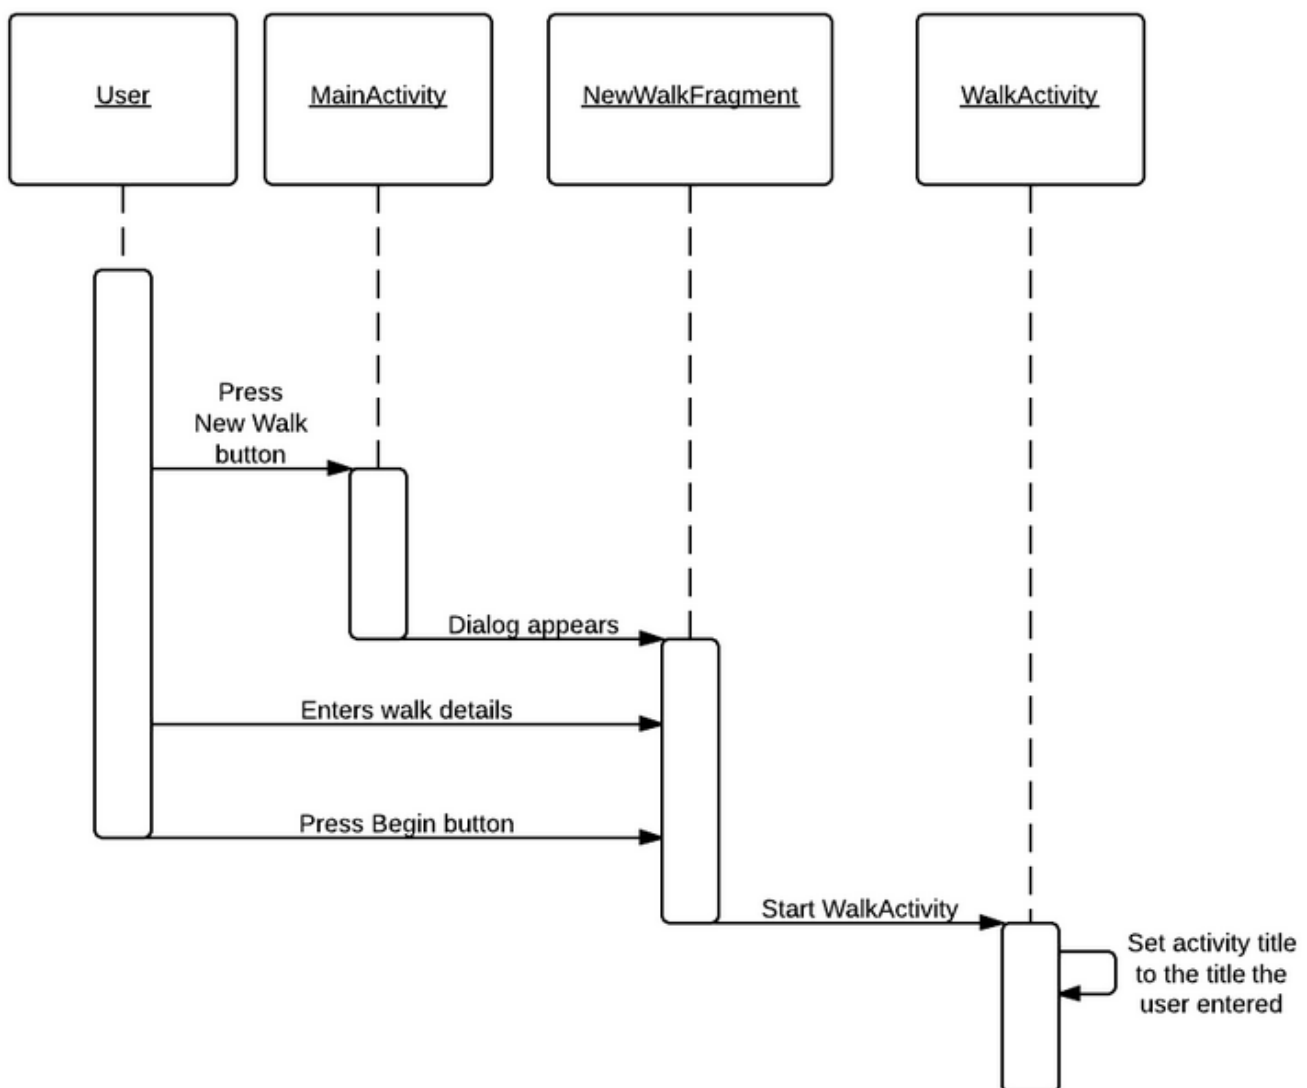 User
MainActivity
NewWalkFragment
WalkActivity
Press
New Walk
button
Dialog appears
Enters walk details
Press Begin button
Start WalkActivity
Set activity title
to the title the
user entered